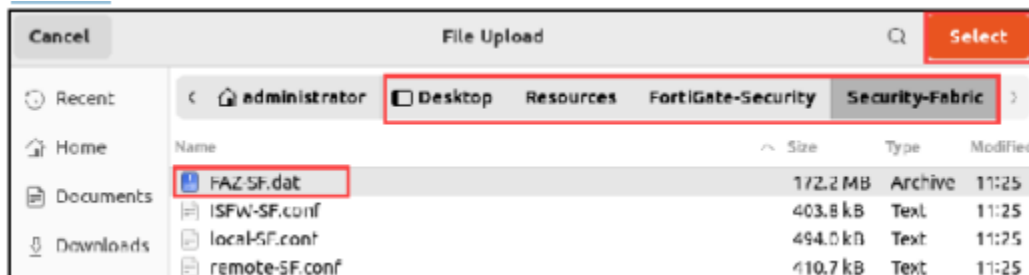 Cancel File Upload Select
Recent administrator Desktop Resources FortiGate-Security Security-Fabric
Home Name Size Type Modified
FAZ-SF.dat 172.2 MB Archive 11:25
Documents ISFW-SF.conf 403.8 kB Text 11:25
Downloads local-SF.conf 494.0 kB Text 11:25
remote-SF.conf 410.7 kB Text 11:25